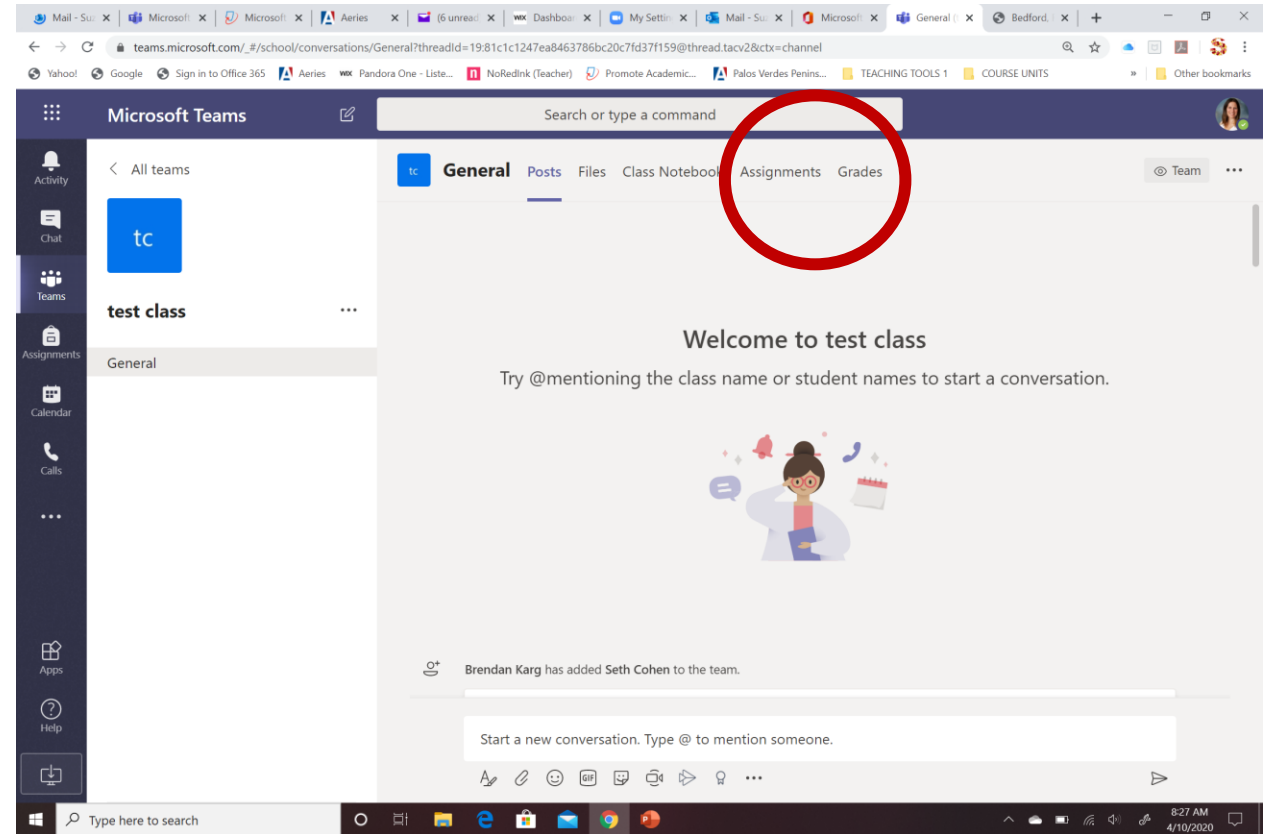 Mail - Su Microsoft Microsoft Aeries (6 unread Dashboar My Settin Mail - Su Microsof General ( Bedford,
teams.microsoft.com/_#/school/conversations/General?threadId=19:81c1c1247ea8463786bc20c7fd37f159@thread.tacv2&ctx=channel
Yahoo! Google Sign in to Office 365 Aeries WIX Pandora One - Liste... NoRedInk (Teacher) Promote Academic... Palos Verdes Penins... TEACHING TOOLS 1 COURSE UNITS » Other bookmarks
Microsoft Teams
Search or type a command
Activity
Chat
Teams
Assignments
Calendar
Calls
Apps
Help
All teams
tc
test class
General
tc General Posts Files Class Notebook Assignments Grades Team
Welcome to test class
Try @mentioning the class name or student names to start a conversation.
Brendan Karg has added Seth Cohen to the team.
Start a new conversation. Type @ to mention someone.
GIF
Type here to search
8:27 AM
4/10/2020